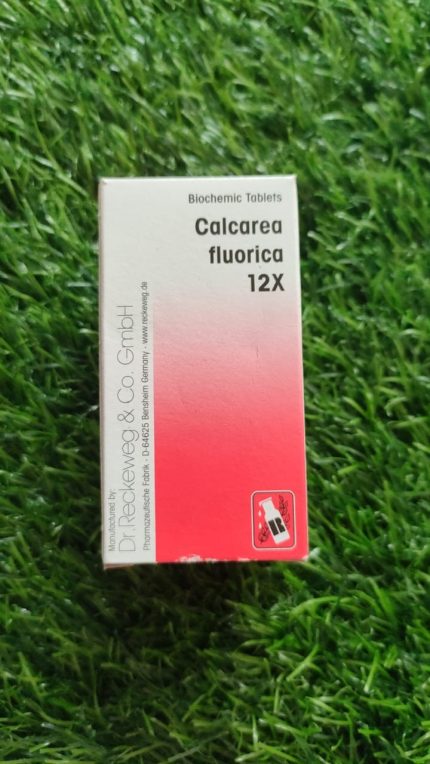 Biochemic Tablets
Calcarea
fluorica
12X
Manufactured by:
Dr. Reckeweg & Co. GmbH
Pharmazeutische Fabrik - D-64625 Bensheim Germany - www.reckeweg.de
R